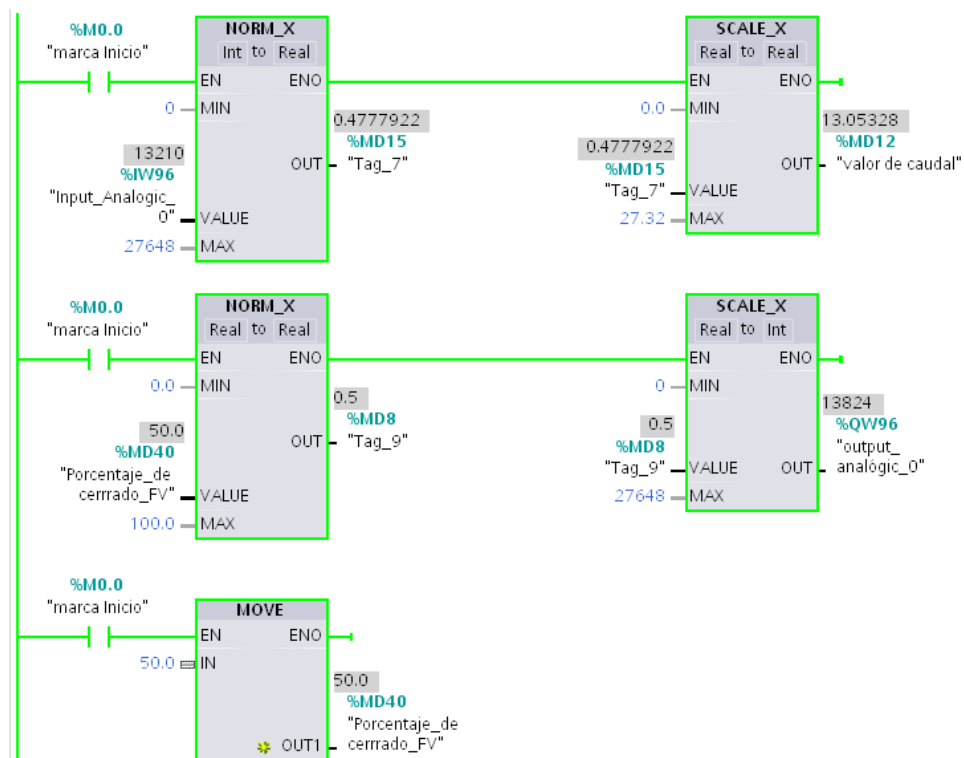 %M0.0
"marca Inicio"
NORM_X
Int to Real
EN ENO
0 MIN
13210
%IW96
"Input_Analogic_
0" VALUE
27648 MAX
OUT
0.4777922
%MD15
"Tag_7"
SCALE_X
Real to Real
EN ENO
0.0 MIN
0.4777922
%MD15
"Tag_7" VALUE
27.32 MAX
OUT
13.05328
%MD12
"valor de caudal"
%M0.0
"marca Inicio"
NORM_X
Real to Real
EN ENO
0.0 MIN
50.0
%MD40
"Porcentaje_de
cerrrado_FV" VALUE
100.0 MAX
OUT
0.5
%MD8
"Tag_9"
SCALE_X
Real to Int
EN ENO
0 MIN
0.5
%MD8
"Tag_9" VALUE
27648 MAX
OUT
13824
%QW96
"output_
analógic_0"
%M0.0
"marca Inicio"
MOVE
EN ENO
50.0 IN
OUT1
50.0
%MD40
"Porcentaje_de
cerrrado_FV"